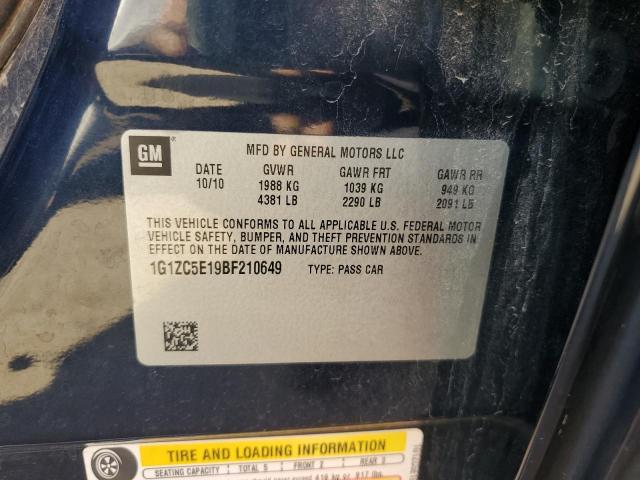 GM
MFD BY GENERAL MOTORS LLC
DATE GVWR GAWR FRT GAWR RR
10/10 1988 KG 1039 KG 949 KG
4381 LB 2290 LB 2091 LB
THIS VEHICLE CONFORMS TO ALL APPLICABLE U.S. FEDERAL MOTOR
VEHICLE SAFETY, BUMPER, AND THEFT PREVENTION STANDARDS IN
EFFECT ON THE DATE OF MANUFACTURE SHOWN ABOVE.
1G1ZC5E19BF210649 TYPE: PASS CAR
TIRE AND LOADING INFORMATION
SEATING CAPACITY TOTAL 5 FRONT 2 REAR 3